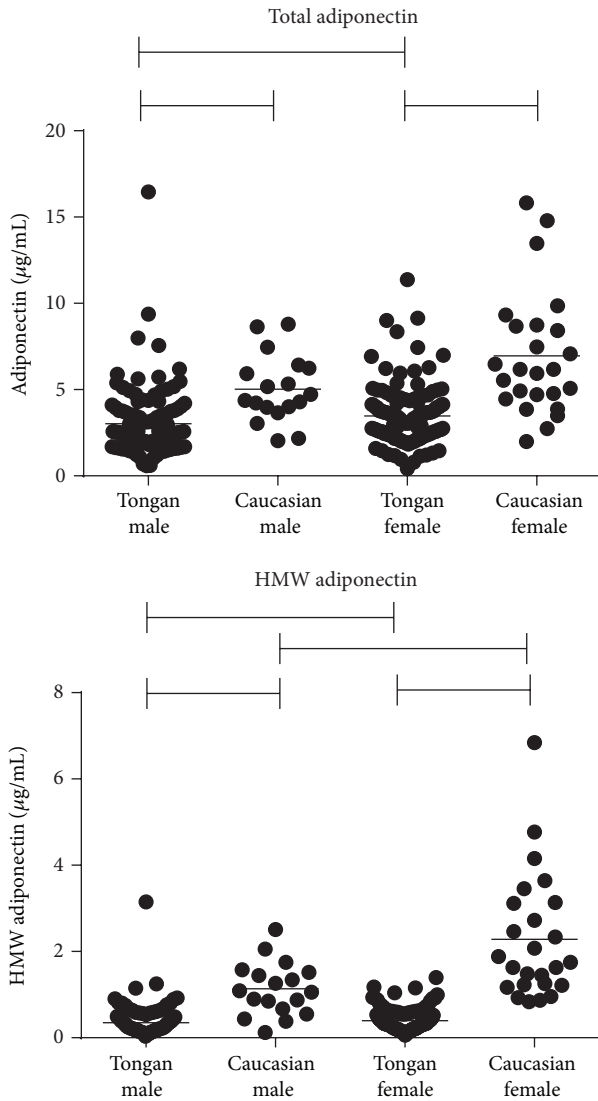 Total adiponectin
20
15
10
5
0
Adiponectin (μg/mL)
Tongan male
Caucasian male
Tongan female
Caucasian female
HMW adiponectin
8
6
4
2
0
HMW adiponectin (μg/mL)
Tongan male
Caucasian male
Tongan female
Caucasian female